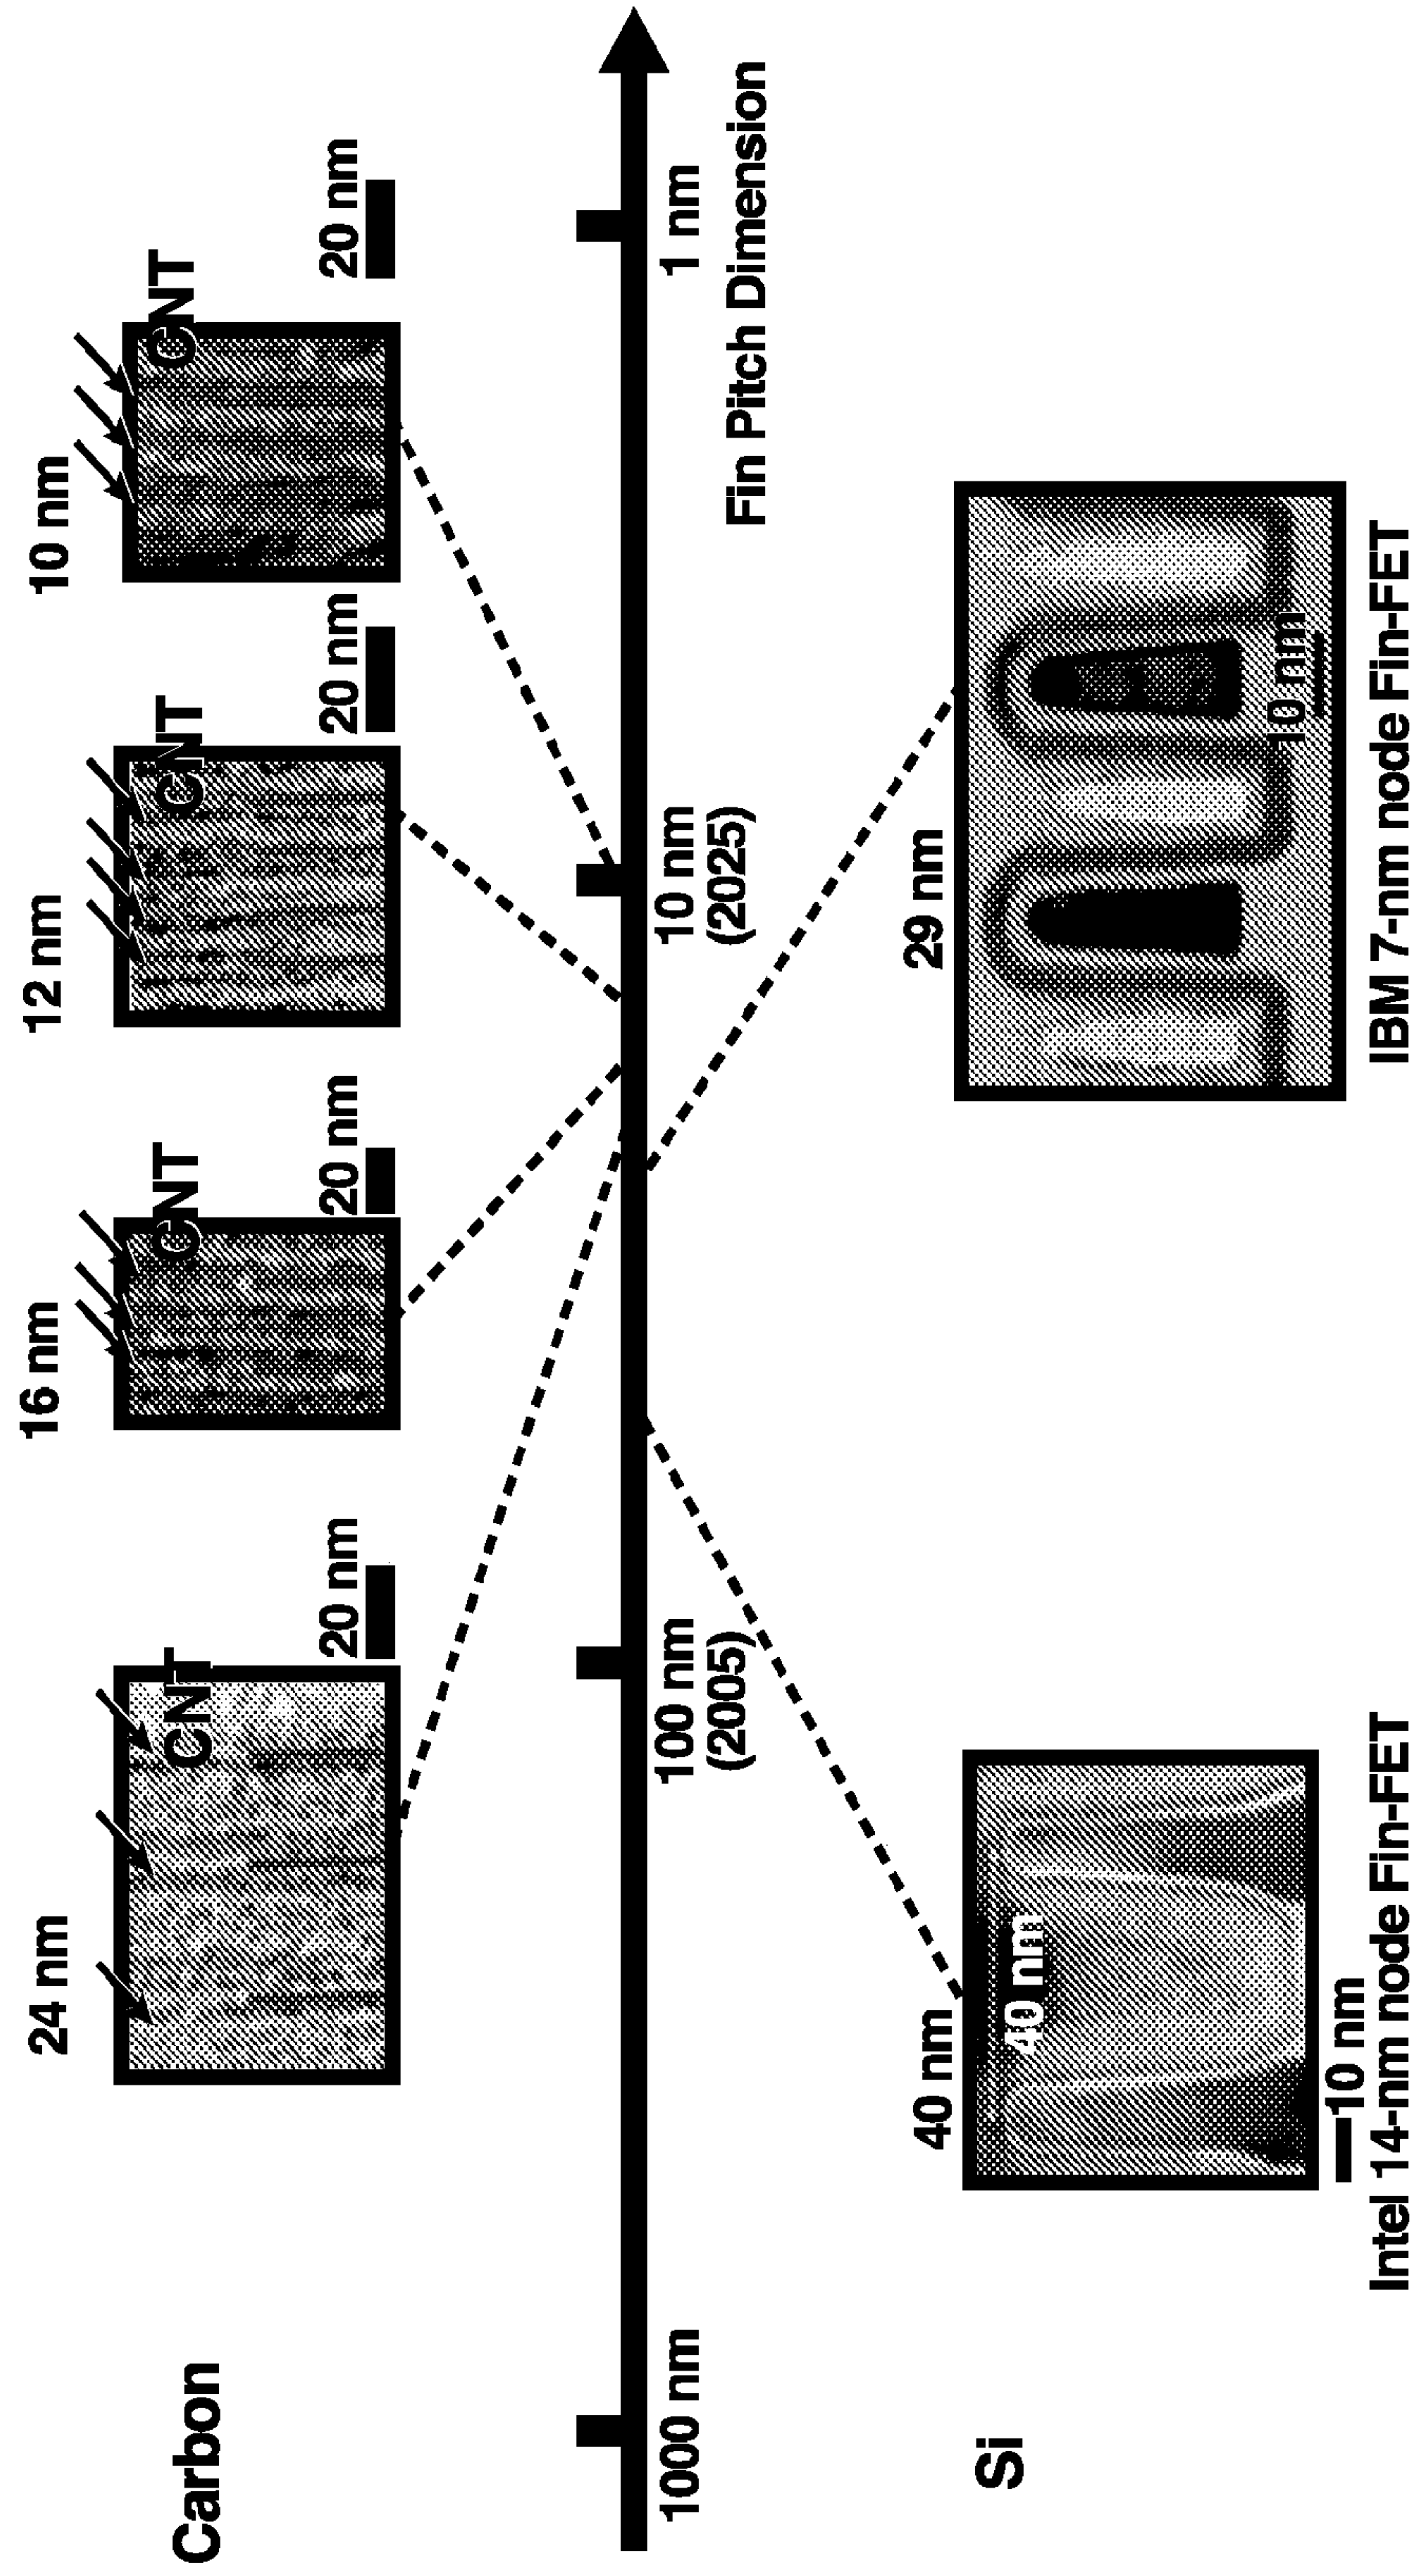 Carbon
24 nm
CNT
20 nm
16 nm
CNT
20 nm
12 nm
CNT
20 nm
10 nm
CNT
20 nm
1000 nm
100 nm
(2005)
10 nm
(2025)
1 nm
Fin Pitch Dimension
Si
40 nm
40 nm
10 nm
Intel 14-nm node Fin-FET
29 nm
10 nm
IBM 7-nm node Fin-FET